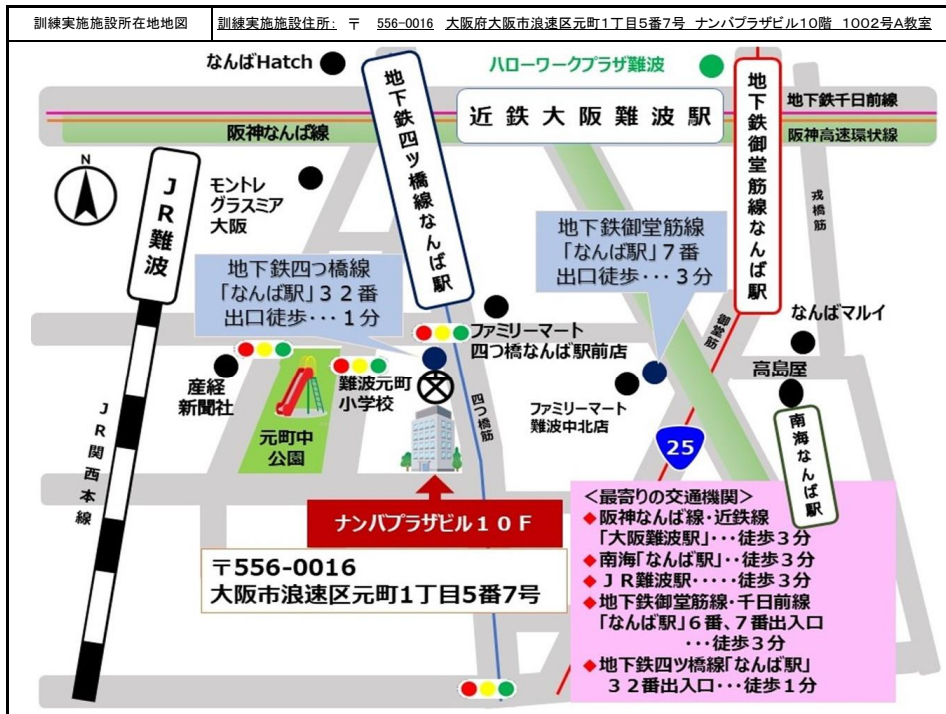 訓練実施施設所在地地図
訓練実施施設住所: 〒 556-0016 大阪府大阪市浪速区元町1丁目5番7号 ナンバプラザビル10階 1002号A教室
なんばHatch
ハローワークプラザ難波
地下鉄四ツ橋線なんば駅
近鉄大阪難波駅
地下鉄御堂筋線なんば駅
地下鉄千日前線
阪神なんば線
阪神高速環状線
N
JR難波
モントレ
グラスミア
大阪
戎橋筋
地下鉄御堂筋線
「なんば駅」7番
出口徒歩・・・3分
地下鉄四つ橋線
「なんば駅」32番
出口徒歩・・・1分
御堂筋
なんばマルイ
ファミリーマート
四つ橋なんば駅前店
高島屋
産経
新聞社
難波元町
小学校
四つ橋筋
ファミリーマート
難波中北店
JR関西本線
元町中
公園
25
南海なんば駅
ナンバプラザビル10F
〒556-0016
大阪市浪速区元町1丁目5番7号
<最寄りの交通機関>
◆阪神なんば線・近鉄線
「大阪難波駅」・・・徒歩3分
◆南海「なんば駅」・・徒歩3分
◆JR難波駅・・・・・徒歩3分
◆地下鉄御堂筋線・千日前線
「なんば駅」6番、7番出入口
・・・徒歩3分
◆地下鉄四ツ橋線「なんば駅」
32番出入口・・・徒歩1分